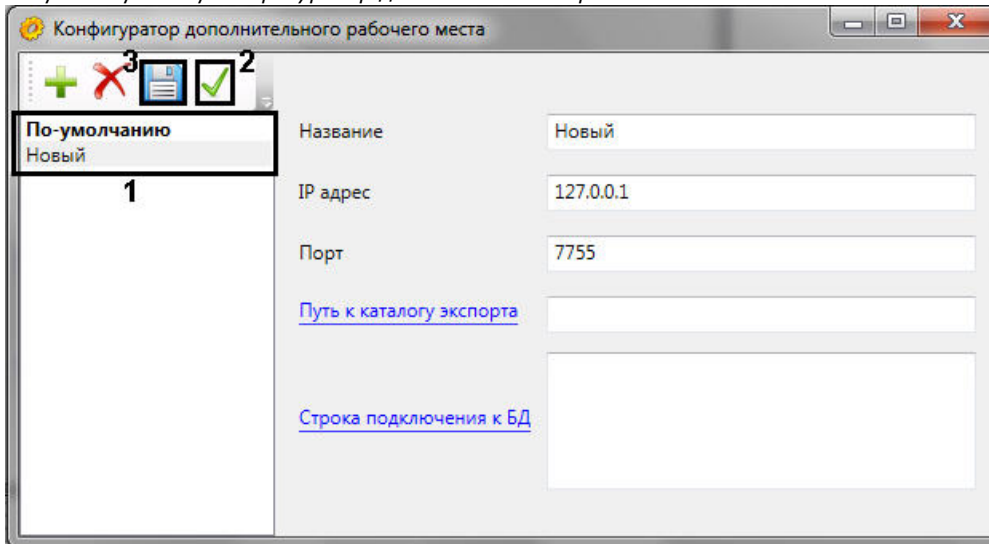 Конфигуратор дополнительного рабочего места
3
2
По-умолчанию
Новый
1
Название
Новый
IP адрес
127.0.0.1
Порт
7755
Путь к каталогу экспорта
Строка подключения к БД